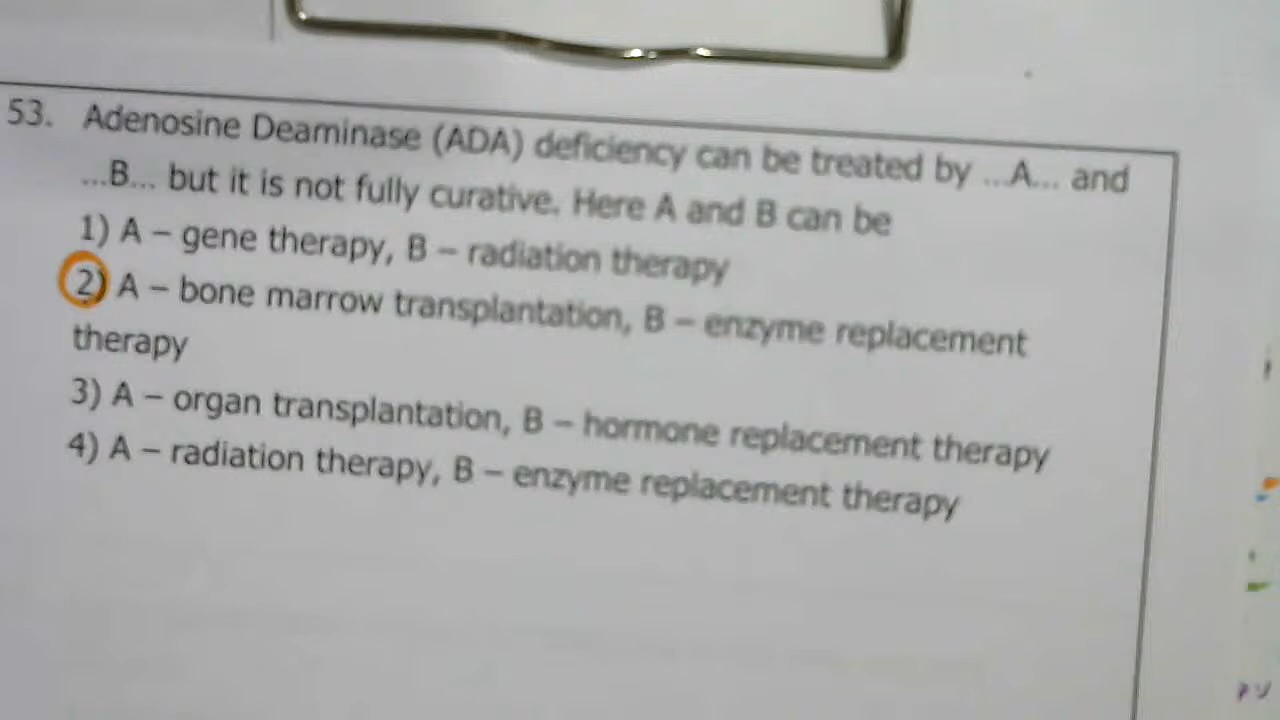 53. Adenosine Deaminase (ADA) deficiency can be treated by ...A... and
...B... but it is not fully curative. Here A and B can be
1) A – gene therapy, B – radiation therapy
2) A – bone marrow transplantation, B – enzyme replacement
therapy
3) A – organ transplantation, B – hormone replacement therapy
4) A – radiation therapy, B – enzyme replacement therapy